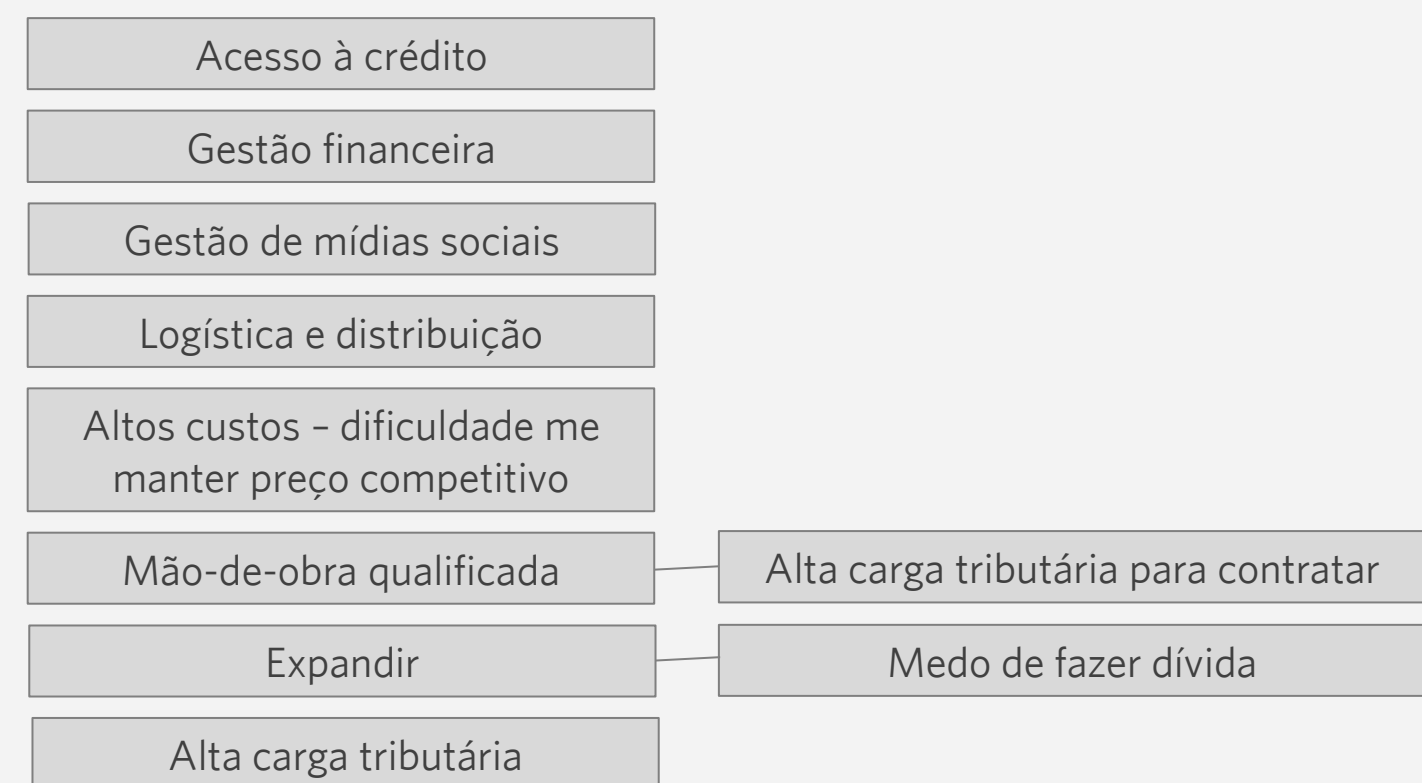 Acesso à crédito
Gestão financeira
Gestão de mídias sociais
Logística e distribuição
Altos custos – dificuldade me
manter preço competitivo
Mão-de-obra qualificada
Alta carga tributária para contratar
Expandir
Medo de fazer dívida
Alta carga tributária